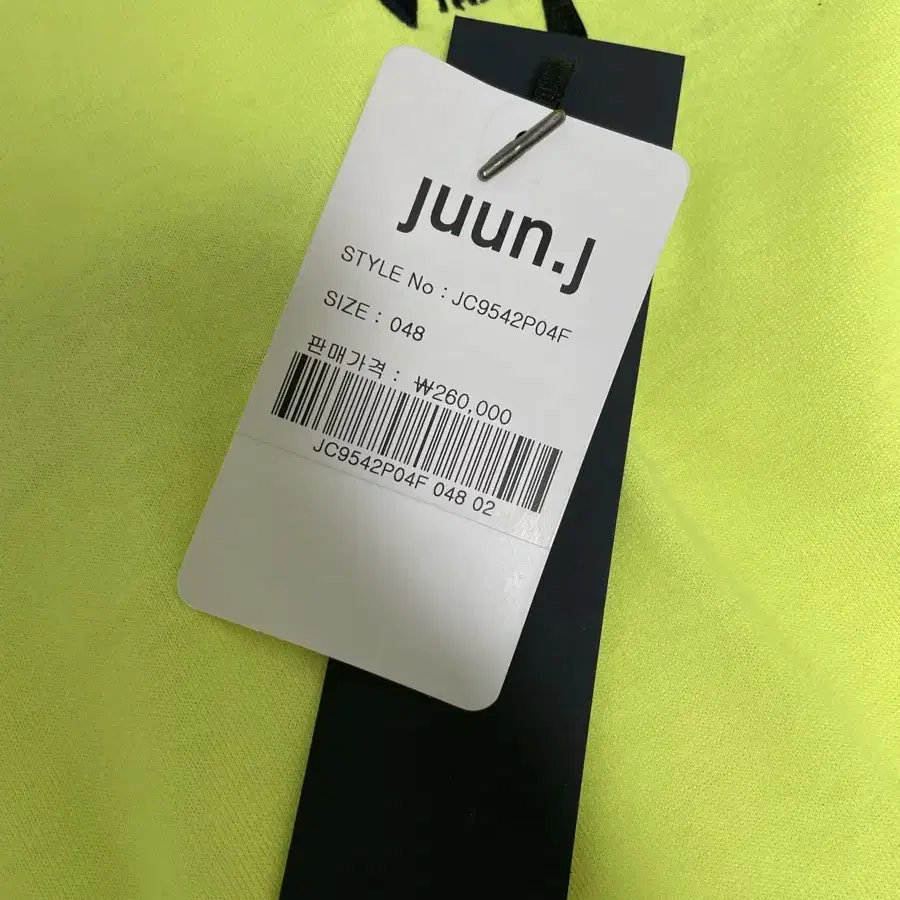 juun.j
STYLE No : JC9542P04F
SIZE : 048
판매가격 : ₩260,000
JC9542P04F 048 02